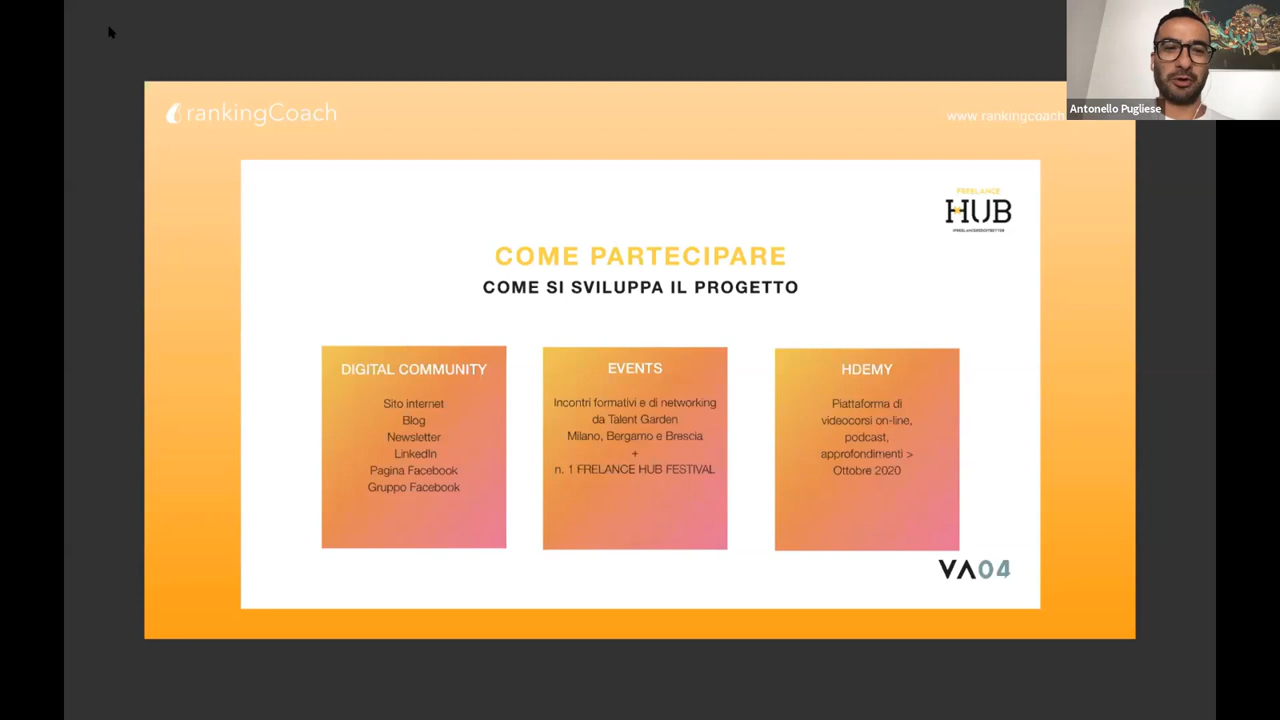 rankingCoach
www.rankingcoach
Antonello Pugliese
FREELANCE
HUB
COME PARTECIPARE
COME SI SVILUPPA IL PROGETTO
DIGITAL COMMUNITY
Sito internet
Blog
Newsletter
LinkedIn
Pagina Facebook
Gruppo Facebook
EVENTS
Incontri formativi e di networking
da Talent Garden
Milano, Bergamo e Brescia
+
n. 1 FRELANCE HUB FESTIVAL
HDEMY
Piattaforma di
videocorsi on-line,
podcast,
approfondimenti >
Ottobre 2020
VA04